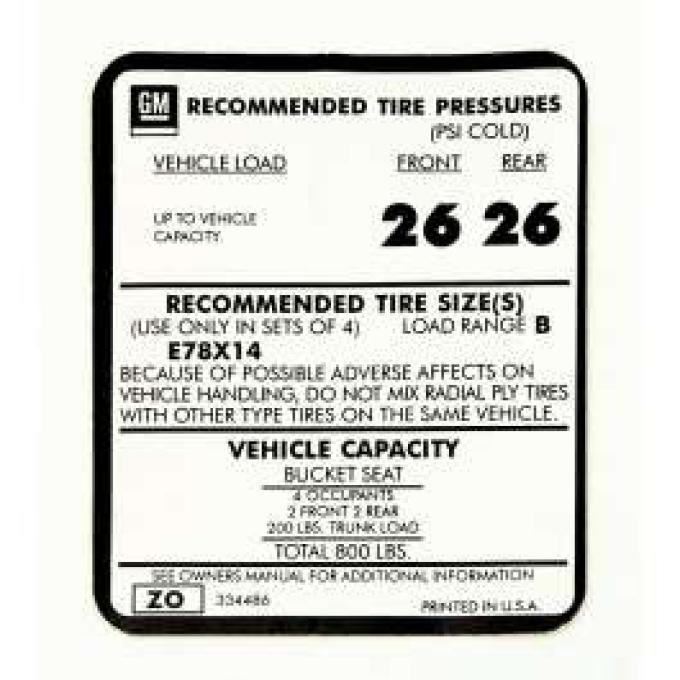 GM RECOMMENDED TIRE PRESSURES
(PSI COLD)
VEHICLE LOAD FRONT REAR
UP TO VEHICLE
CAPACITY
26 26
RECOMMENDED TIRE SIZE(S)
(USE ONLY IN SETS OF 4) LOAD RANGE B
E78X14
BECAUSE OF POSSIBLE ADVERSE AFFECTS ON
VEHICLE HANDLING, DO NOT MIX RADIAL PLY TIRES
WITH OTHER TYPE TIRES ON THE SAME VEHICLE.
VEHICLE CAPACITY
BUCKET SEAT
4 OCCUPANTS
2 FRONT 2 REAR
200 LBS. TRUNK LOAD
TOTAL 800 LBS.
SEE OWNERS MANUAL FOR ADDITIONAL INFORMATION
ZO 334486 PRINTED IN U.S.A.